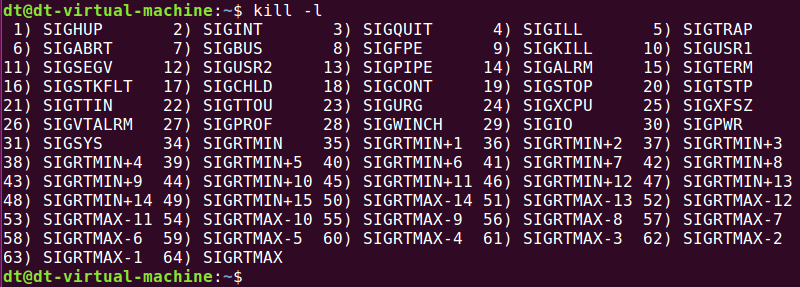 dt@dt-virtual-machine:~$ kill -l
 1) SIGHUP       2) SIGINT       3) SIGQUIT      4) SIGILL       5) SIGTRAP
 6) SIGABRT      7) SIGBUS       8) SIGFPE       9) SIGKILL     10) SIGUSR1
11) SIGSEGV     12) SIGUSR2     13) SIGPIPE     14) SIGALRM     15) SIGTERM
16) SIGSTKFLT   17) SIGCHLD     18) SIGCONT     19) SIGSTOP     20) SIGTSTP
21) SIGTTIN     22) SIGTTOU     23) SIGURG      24) SIGXCPU     25) SIGXFSZ
26) SIGVTALRM   27) SIGPROF     28) SIGWINCH    29) SIGIO       30) SIGPWR
31) SIGSYS      34) SIGRTMIN    35) SIGRTMIN+1  36) SIGRTMIN+2  37) SIGRTMIN+3
38) SIGRTMIN+4  39) SIGRTMIN+5  40) SIGRTMIN+6  41) SIGRTMIN+7  42) SIGRTMIN+8
43) SIGRTMIN+9  44) SIGRTMIN+10 45) SIGRTMIN+11 46) SIGRTMIN+12 47) SIGRTMIN+13
48) SIGRTMIN+14 49) SIGRTMIN+15 50) SIGRTMAX-14 51) SIGRTMAX-13 52) SIGRTMAX-12
53) SIGRTMAX-11 54) SIGRTMAX-10 55) SIGRTMAX-9  56) SIGRTMAX-8  57) SIGRTMAX-7
58) SIGRTMAX-6  59) SIGRTMAX-5  60) SIGRTMAX-4  61) SIGRTMAX-3  62) SIGRTMAX-2
63) SIGRTMAX-1  64) SIGRTMAX
dt@dt-virtual-machine:~$